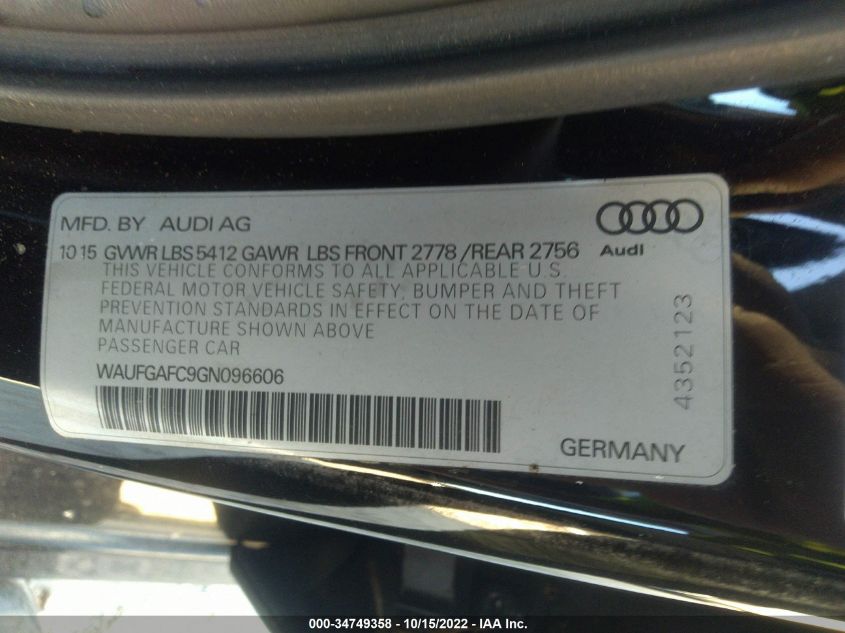 MFD. BY AUDI AG
10 15 GVWR LBS 5412 GAWR LBS FRONT 2778 /REAR 2756
Audi
THIS VEHICLE CONFORMS TO ALL APPLICABLE U.S.
FEDERAL MOTOR VEHICLE SAFETY, BUMPER AND THEFT
PREVENTION STANDARDS IN EFFECT ON THE DATE OF
MANUFACTURE SHOWN ABOVE
PASSENGER CAR
WAUFGAFC9GN096606
4352123
GERMANY
000-34749358 - 10/15/2022 - IAA Inc.